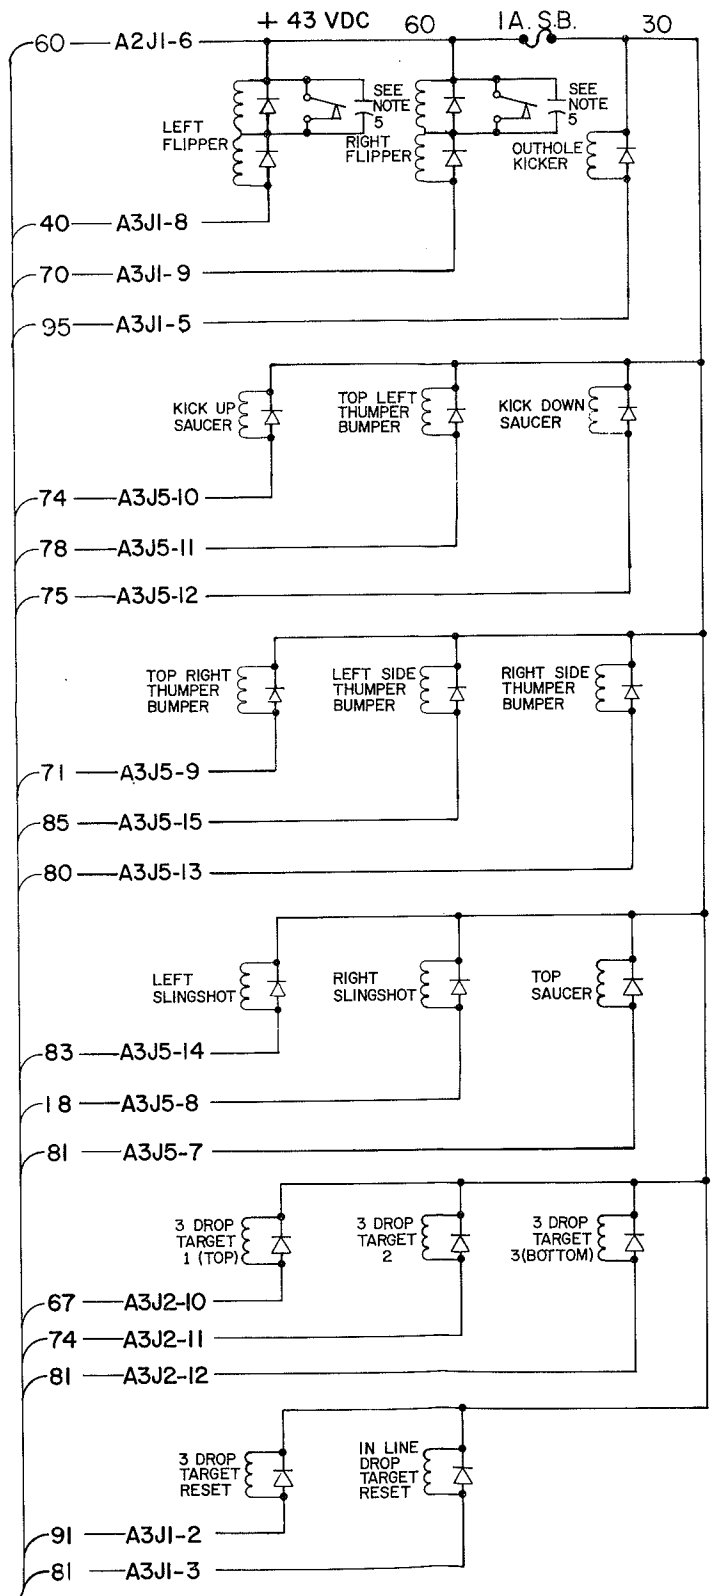 + 43 VDC 60 1 A. S.B. 30
60 A2J1-6
LEFT
FLIPPER
SEE
NOTE
5
RIGHT
FLIPPER
SEE
NOTE
5
OUTHOLE
KICKER
40 A3J1-8
70 A3J1-9
95 A3J1-5
KICK UP
SAUCER
TOP LEFT
THUMPER
BUMPER
KICK DOWN
SAUCER
74 A3J5-10
78 A3J5-11
75 A3J5-12
TOP RIGHT
THUMPER
BUMPER
LEFT SIDE
THUMPER
BUMPER
RIGHT SIDE
THUMPER
BUMPER
71 A3J5-9
85 A3J5-15
80 A3J5-13
LEFT
SLINGSHOT
RIGHT
SLINGSHOT
TOP
SAUCER
83 A3J5-14
18 A3J5-8
81 A3J5-7
3 DROP
TARGET
1 (TOP)
3 DROP
TARGET
2
3 DROP
TARGET
3(BOTTOM)
67 A3J2-10
74 A3J2-11
81 A3J2-12
3 DROP
TARGET
RESET
IN LINE
DROP
TARGET
RESET
91 A3J1-2
81 A3J1-3